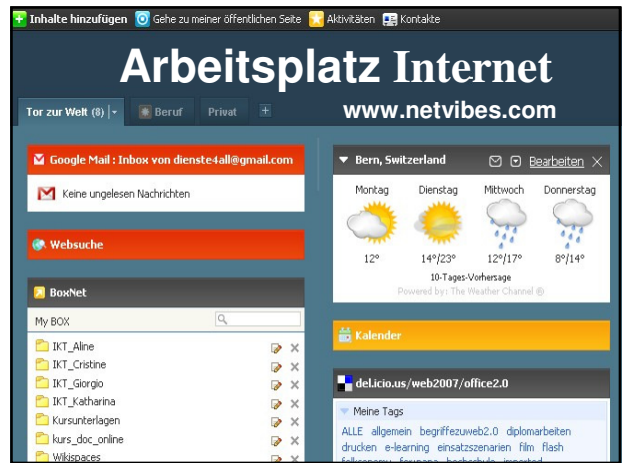 Inhalte hinzufügen Gehe zu meiner öffentlichen Seite Aktivitäten Kontakte
Arbeitsplatz Internet
Tor zur Welt (8) Beruf Privat
www.netvibes.com
Google Mail : Inbox von dienste4all@gmail.com
Keine ungelesen Nachrichten
Websuche
BoxNet
My BOX
IKT_Aline
IKT_Cristine
IKT_Giorgio
IKT_Katharina
Kursunterlagen
kurs_doc_online
Wikispaces
Bern, Switzerland Bearbeiten
Montag Dienstag Mittwoch Donnerstag
12° 14°/23° 12°/17° 8°/14°
10-Tages-Vorhersage
Powered by: The Weather Channel ®
Kalender
del.icio.us/web2007/office2.0
Meine Tags
ALLE allgemein begriffezuweb2.0 diplomarbeiten
drucken e-learning einsatzszenarien film flash